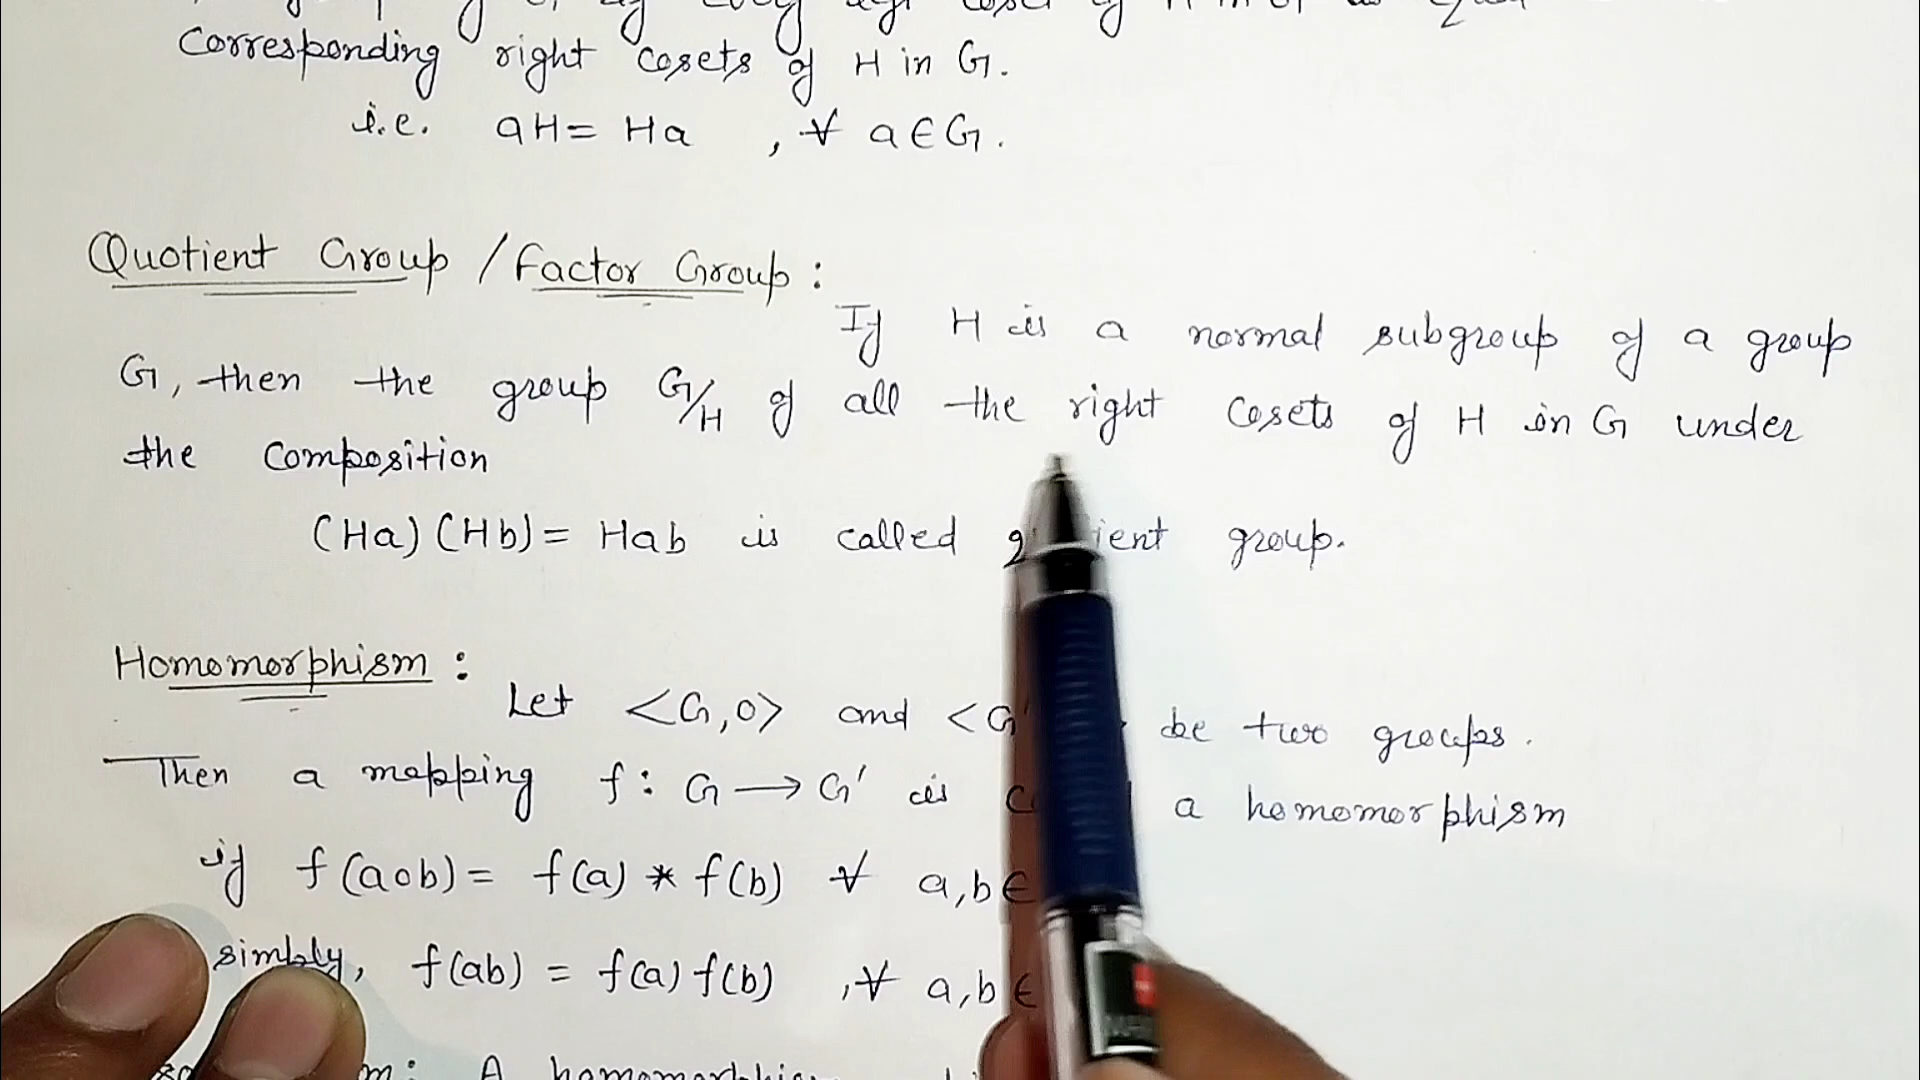 corresponding right cosets of H in G.
i.e. aH = Ha , ∀ a∈G.
Quotient Group / Factor Group :
If H is a normal subgroup of a group
G, then the group G/H of all the right cosets of H in G under
the composition
(Ha)(Hb) = Hab is called group.
Homomorphism :
Let <G,o> and <G' be two groups.
Then a mapping f: G → G' is a homomorphism
if f(aob) = f(a) * f(b) ∀ a,b ∈
simply, f(ab) = f(a) f(b) , ∀ a,b ∈
A homomorphism